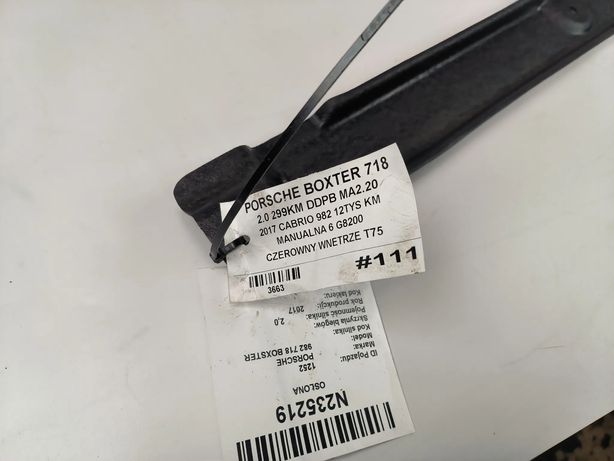 PORSCHE BOXTER 718
2.0 299KM DDPB MA2.20
2017 CABRIO 982 12TYS KM
MANUALNA 6 G8200
CZEROWNY WNETRZE T75
3663
#111
N235219
OSŁONA
ID Pojazdu: 1252
Marka: PORSCHE
Model: 982 718 BOXSTER
Kod silnika:
Skrzynia biegów:
Pojemność silnika: 2.0
Rok produkcji: 2017
Kod lakieru: